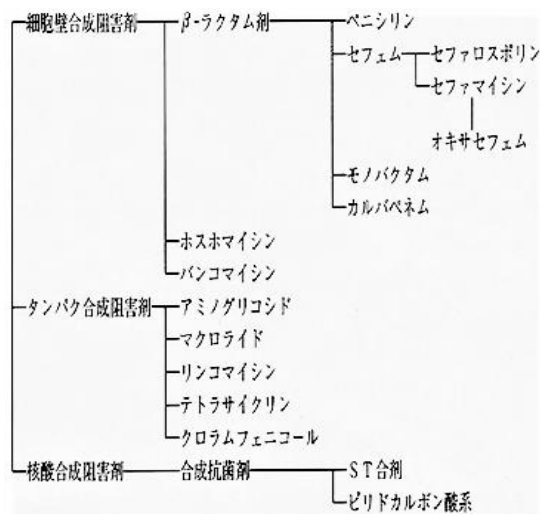 細胞壁合成阻害剤 β-ラクタム剤 ペニシリン
セフェム セファロスポリン
セファマイシン
オキサセフェム
モノバクタム
カルバペネム
ホスホマイシン
バンコマイシン
タンパク合成阻害剤 アミノグリコシド
マクロライド
リンコマイシン
テトラサイクリン
クロラムフェニコール
核酸合成阻害剤 合成抗菌剤 ST合剤
ピリドカルボン酸系